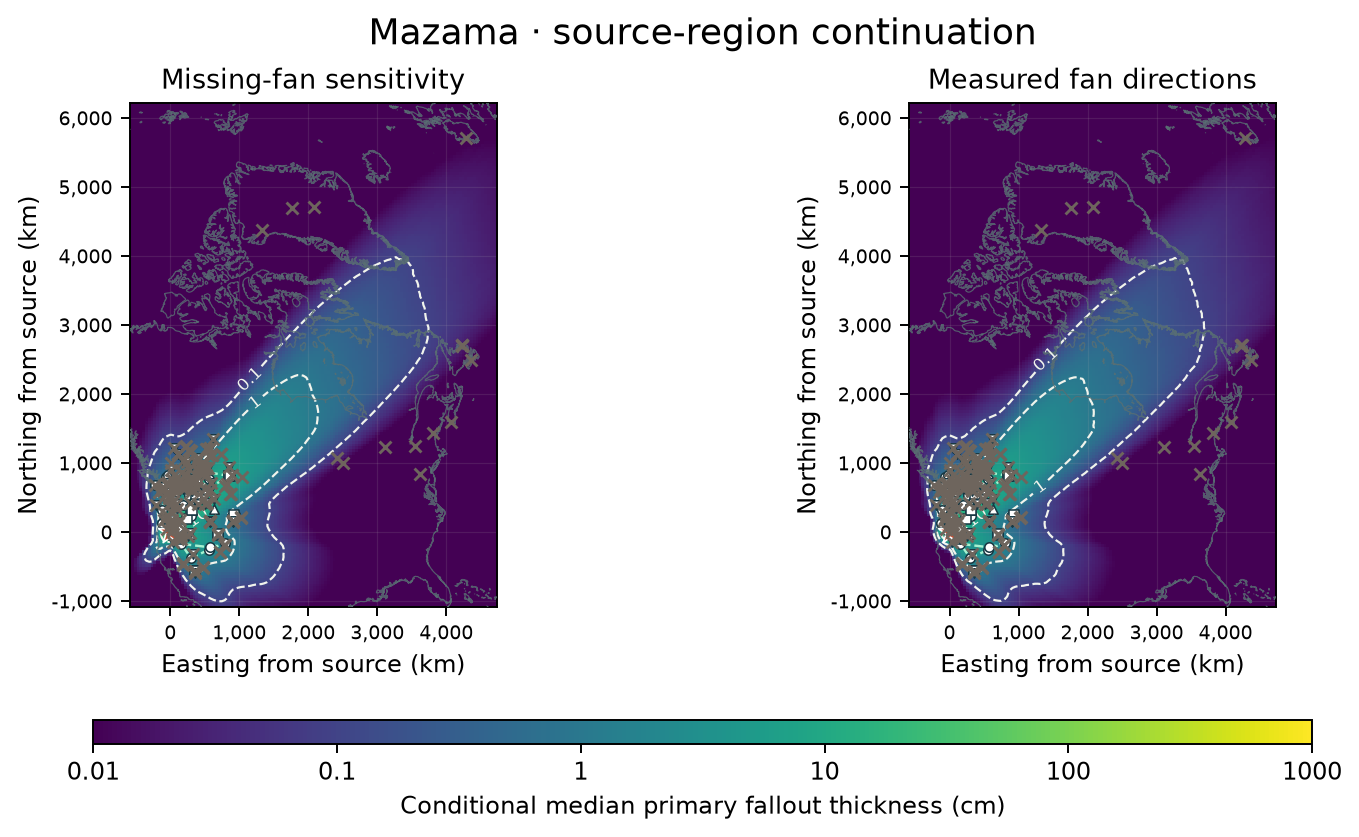 Mazama · source-region continuation
Missing-fan sensitivity
Measured fan directions
6,000
5,000
4,000
3,000
2,000
1,000
0
-1,000
Northing from source (km)
0.1
1
0 1,000 2,000 3,000 4,000
Easting from source (km)
6,000
5,000
4,000
3,000
2,000
1,000
0
-1,000
Northing from source (km)
0.1
1
0 1,000 2,000 3,000 4,000
Easting from source (km)
0.01 0.1 1 10 100 1000
Conditional median primary fallout thickness (cm)